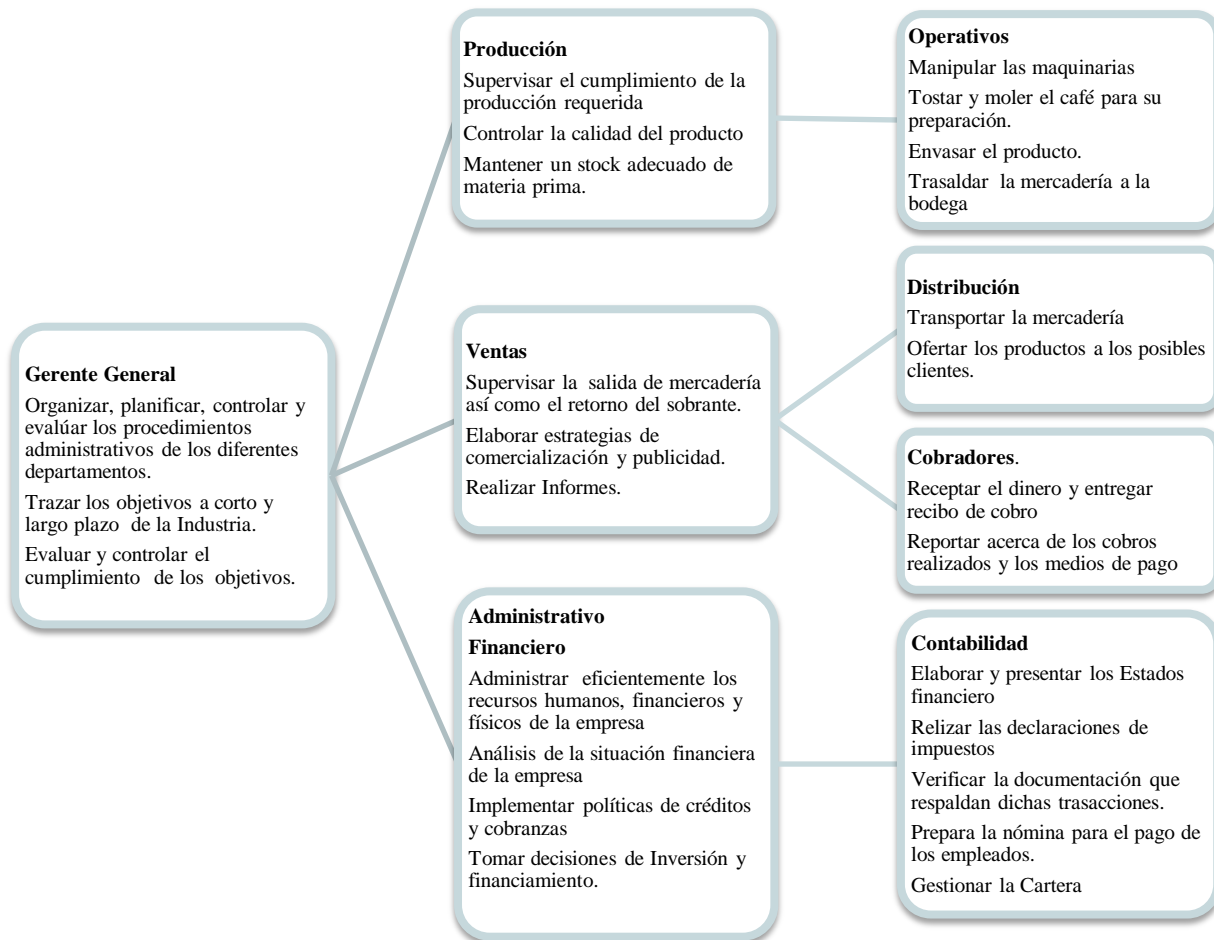 Gerente General
Organizar, planificar, controlar y
evalúar los procedimientos
administrativos de los diferentes
departamentos.
Trazar los objetivos a corto y
largo plazo de la Industria.
Evaluar y controlar el
cumplimiento de los objetivos.
Producción
Supervisar el cumplimiento de la
producción requerida
Controlar la calidad del producto
Mantener un stock adecuado de
materia prima.
Operativos
Manipular las maquinarias
Tostar y moler el café para su
preparación.
Envasar el producto.
Trasaldar la mercadería a la
bodega
Ventas
Supervisar la salida de mercadería
así como el retorno del sobrante.
Elaborar estrategias de
comercialización y publicidad.
Realizar Informes.
Distribución
Transportar la mercadería
Ofertar los productos a los posibles
clientes.
Cobradores.
Receptar el dinero y entregar
recibo de cobro
Reportar acerca de los cobros
realizados y los medios de pago
Administrativo
Financiero
Administrar eficientemente los
recursos humanos, financieros y
físicos de la empresa
Análisis de la situación financiera
de la empresa
Implementar políticas de créditos
y cobranzas
Tomar decisiones de Inversión y
financiamiento.
Contabilidad
Elaborar y presentar los Estados
financiero
Relizar las declaraciones de
impuestos
Verificar la documentación que
respaldan dichas trasacciones.
Prepara la nómina para el pago de
los empleados.
Gestionar la Cartera